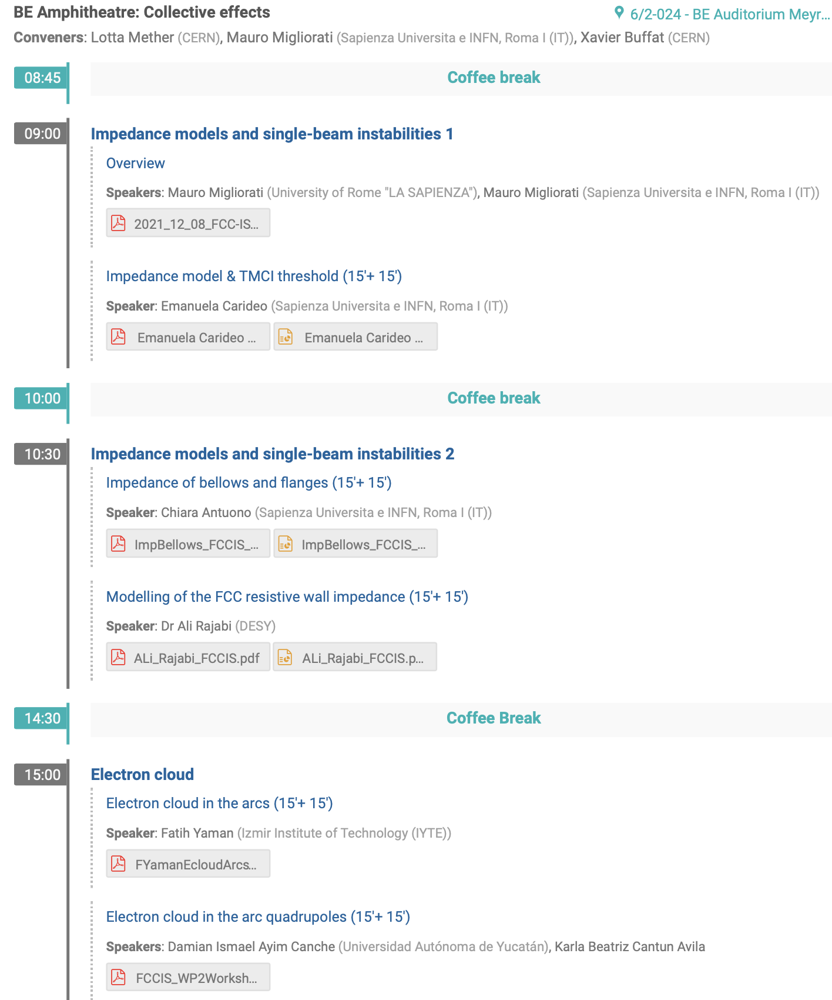 BE Amphitheatre: Collective effects
6/2-024 - BE Auditorium Meyr...
Conveners: Lotta Mether (CERN), Mauro Migliorati (Sapienza Universita e INFN, Roma I (IT)), Xavier Buffat (CERN)
08:45
Coffee break
09:00
Impedance models and single-beam instabilities 1
Overview
Speakers: Mauro Migliorati (University of Rome "LA SAPIENZA"), Mauro Migliorati (Sapienza Universita e INFN, Roma I (IT))
2021_12_08_FCC-IS...
Impedance model & TMCI threshold (15'+ 15')
Speaker: Emanuela Carideo (Sapienza Universita e INFN, Roma I (IT))
Emanuela Carideo ...
Emanuela Carideo ...
10:00
Coffee break
10:30
Impedance models and single-beam instabilities 2
Impedance of bellows and flanges (15'+ 15')
Speaker: Chiara Antuono (Sapienza Universita e INFN, Roma I (IT))
ImpBellows_FCCIS_...
ImpBellows_FCCIS_...
Modelling of the FCC resistive wall impedance (15'+ 15')
Speaker: Dr Ali Rajabi (DESY)
ALi_Rajabi_FCCIS.pdf
ALi_Rajabi_FCCIS.p...
14:30
Coffee Break
15:00
Electron cloud
Electron cloud in the arcs (15'+ 15')
Speaker: Fatih Yaman (Izmir Institute of Technology (IYTE))
FYamanEcloudArcs...
Electron cloud in the arc quadrupoles (15'+ 15')
Speakers: Damian Ismael Ayim Canche (Universidad Autónoma de Yucatán), Karla Beatriz Cantun Avila
FCCIS_WP2Worksh...